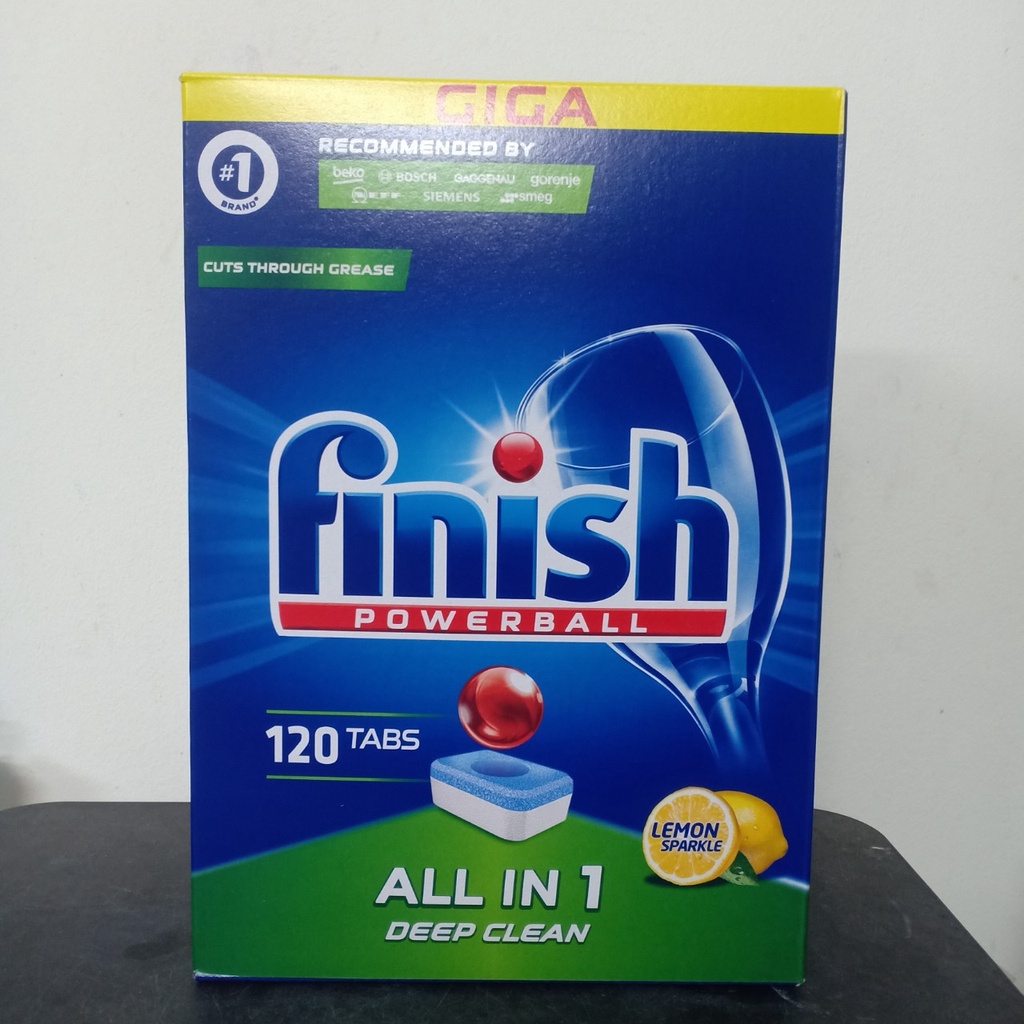 GIGA
#1
BRAND*
RECOMMENDED BY
beko BOSCH GAGGENAU gorenje
SIEMENS smeg
CUTS THROUGH GREASE
finish
POWERBALL
120 TABS
LEMON
SPARKLE
ALL IN 1
DEEP CLEAN